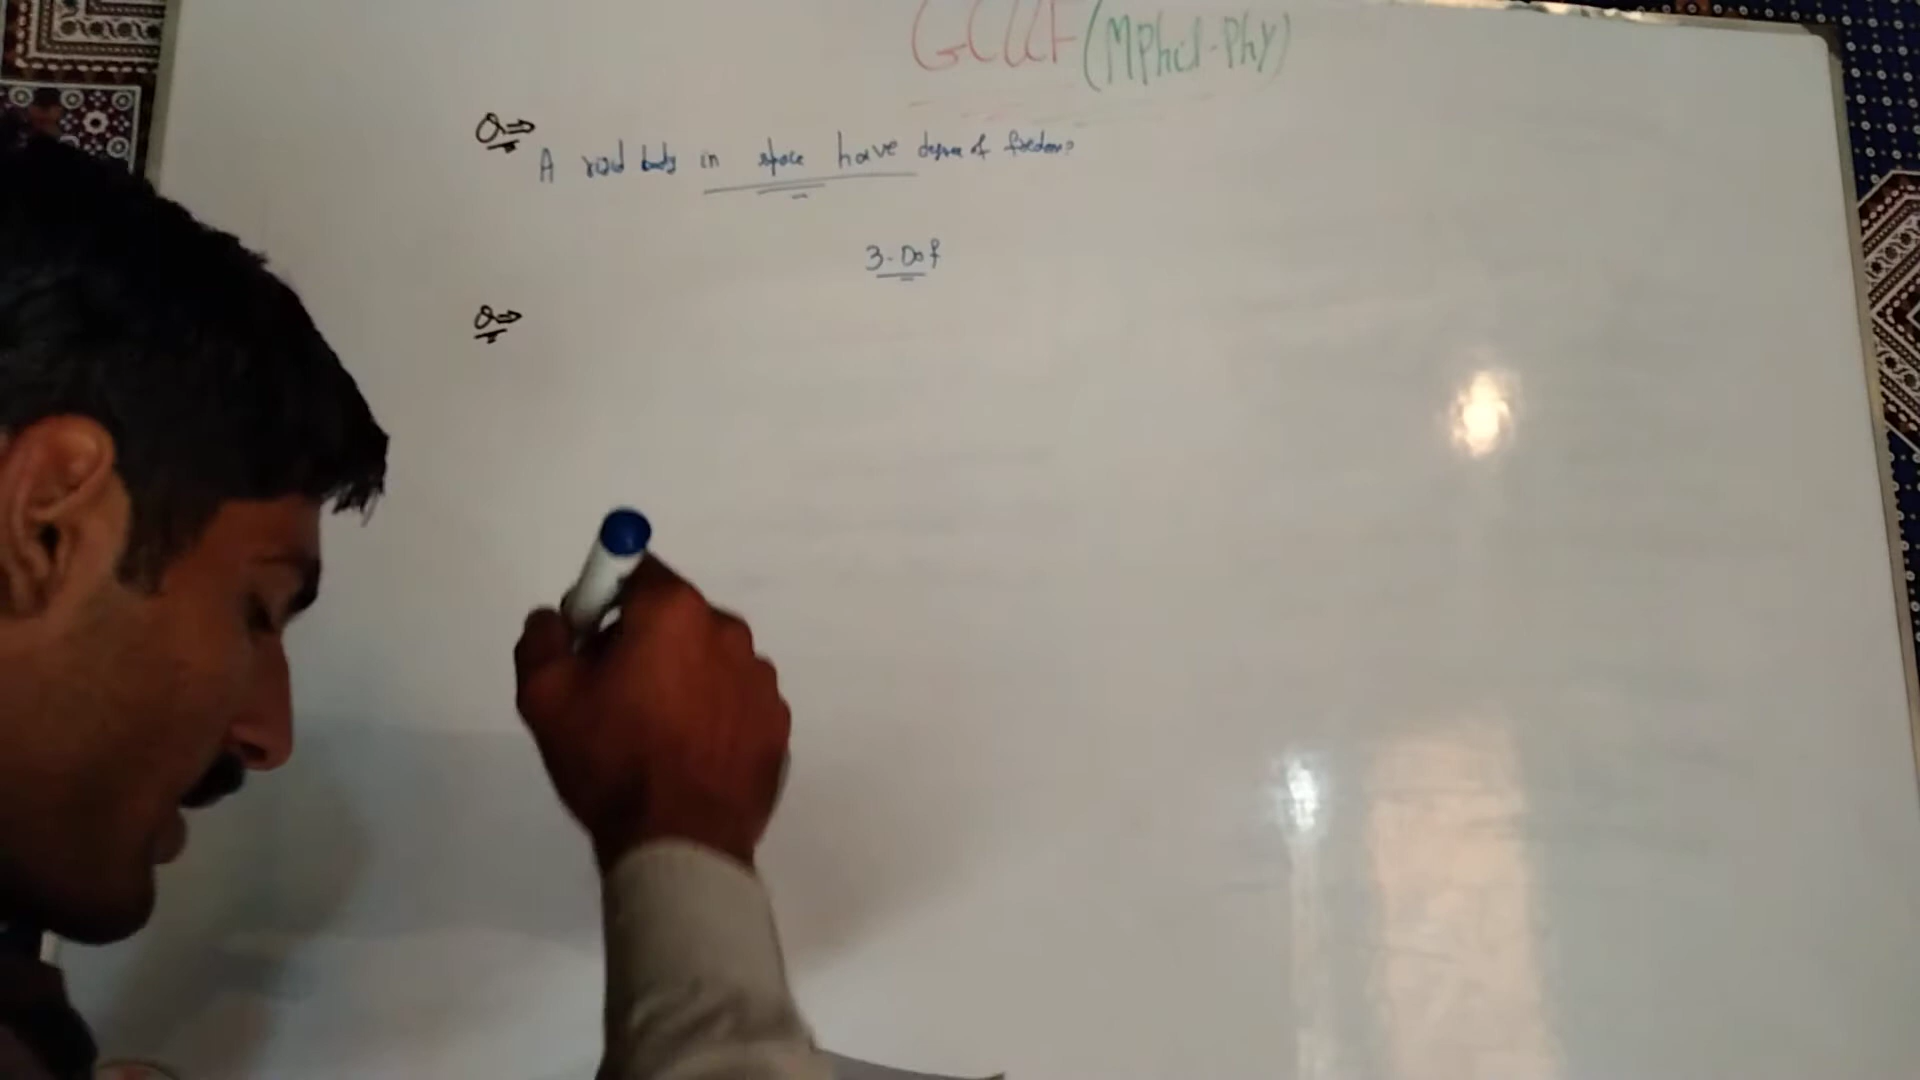 GCUF (MPhil-Phy)
Q⇒
A rigid body in space have degree of freedom?
3-Dof
Q⇒